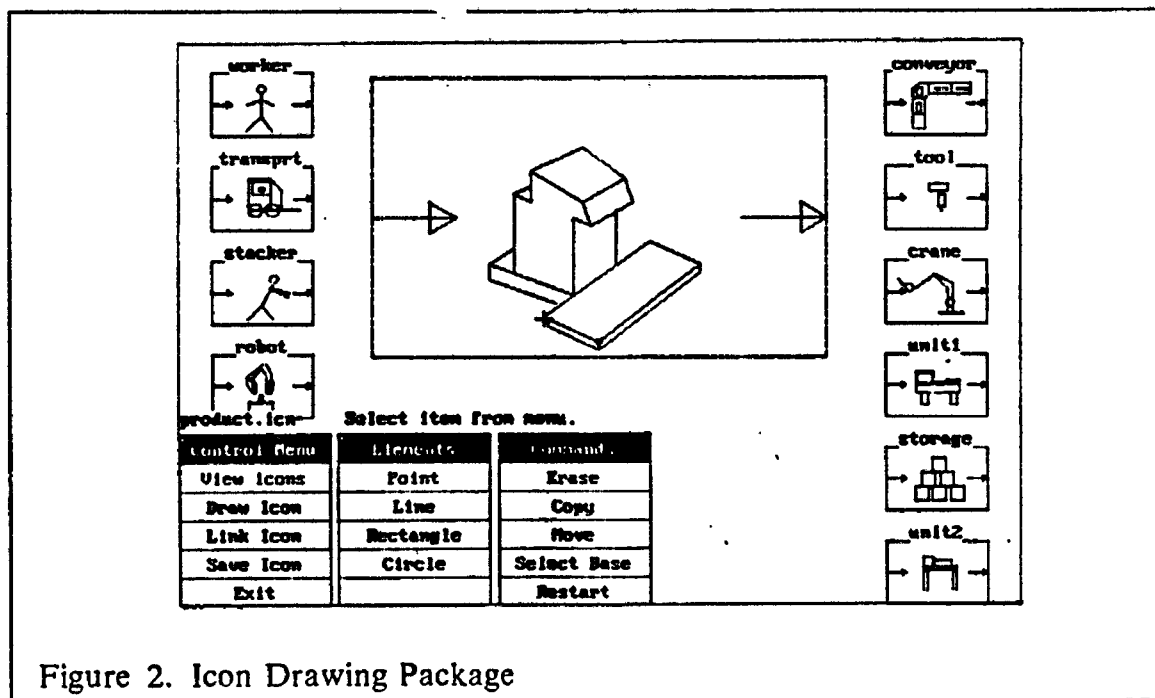 worker
transprt
stacker
robot
conveyor
tool
crane
unit1
storage
unit2
product.icn
Select item from menu.
Control Menu
View Icons
Draw Icon
Link Icon
Save Icon
Exit
Elements
Point
Line
Rectangle
Circle
Command.
Erase
Copy
Move
Select Base
Restart
Figure 2. Icon Drawing Package